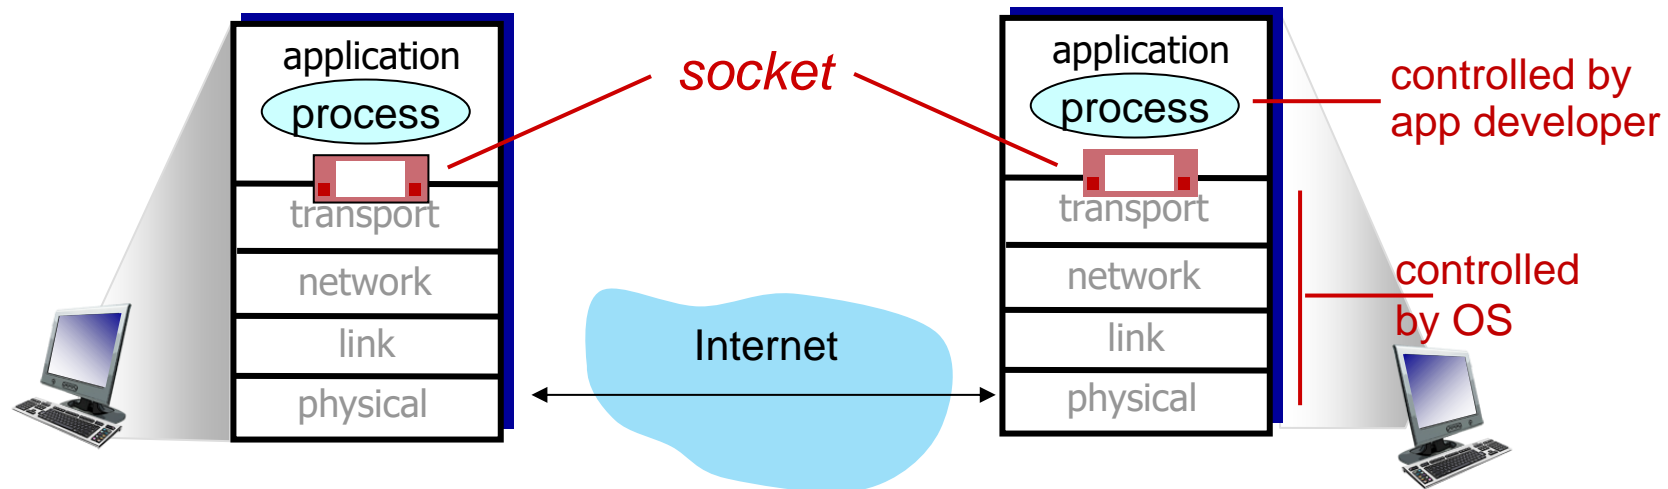 application
process
transport
network
link
physical
socket
Internet
application
process
transport
network
link
physical
controlled by
app developer
controlled
by OS